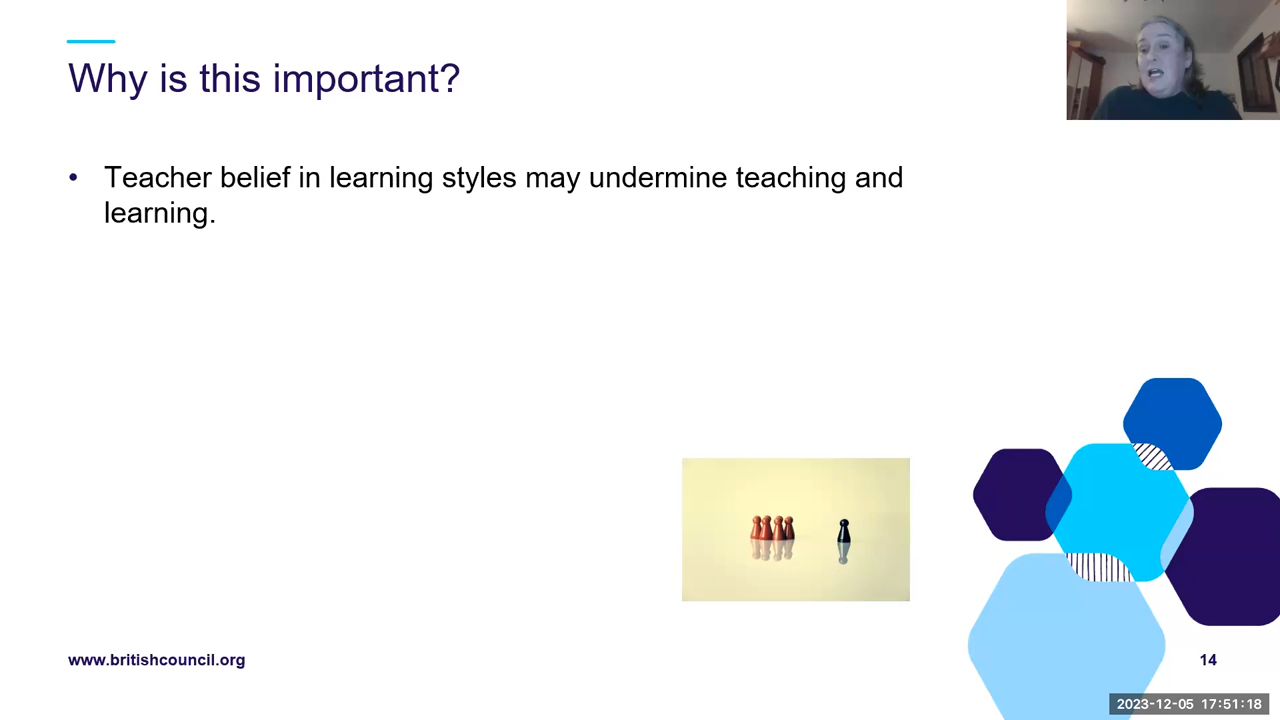 Why is this important?
• Teacher belief in learning styles may undermine teaching and
learning.
www.britishcouncil.org
14
2023-12-05 17:51:18